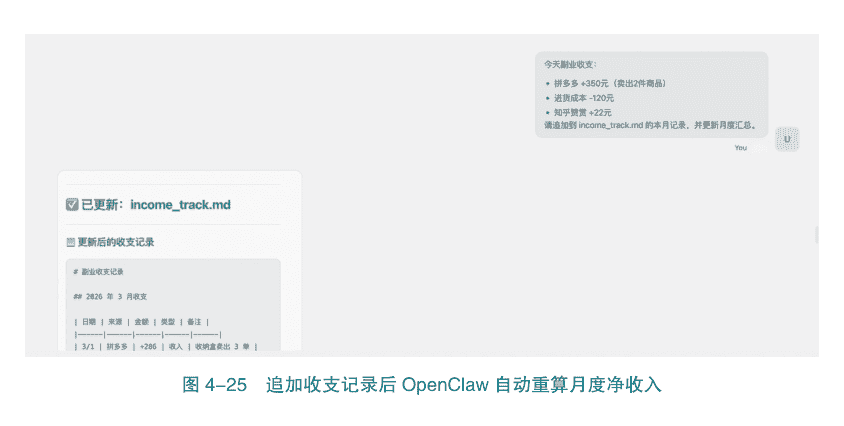 今天副业收支：
• 拼多多 +350元（卖出2件商品）
• 进货成本 -120元
• 知乎赞赏 +22元
请追加到 income_track.md 的本月记录，并更新月度汇总。
U
You
已更新：income_track.md
更新后的收支记录
# 副业收支记录
## 2026 年 3 月收支
| 日期 | 来源 | 金额 | 类型 | 备注 |
|------|------|------|------|------|
| 3/1 | 拼多多 | +286 | 收入 | 收纳盒卖出 3 单 |
图 4-25 追加收支记录后 OpenClaw 自动重算月度净收入